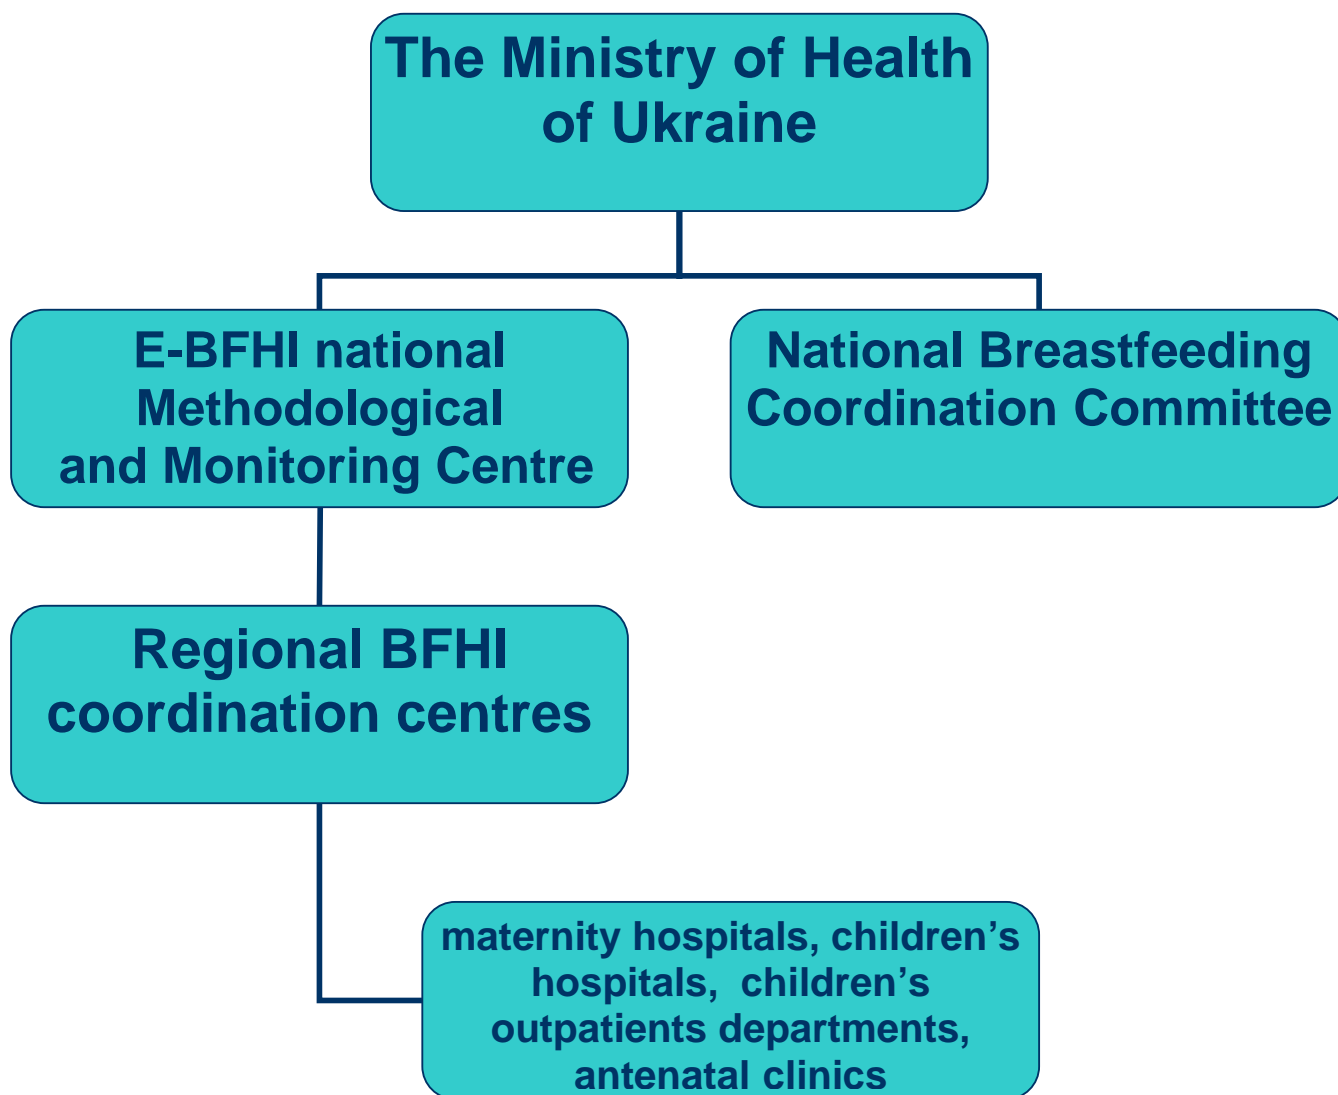 The Ministry of Health
of Ukraine
E-BFHI national
Methodological
and Monitoring Centre
National Breastfeeding
Coordination Committee
Regional BFHI
coordination centres
maternity hospitals, children’s
hospitals,  children’s
outpatients departments,
antenatal clinics